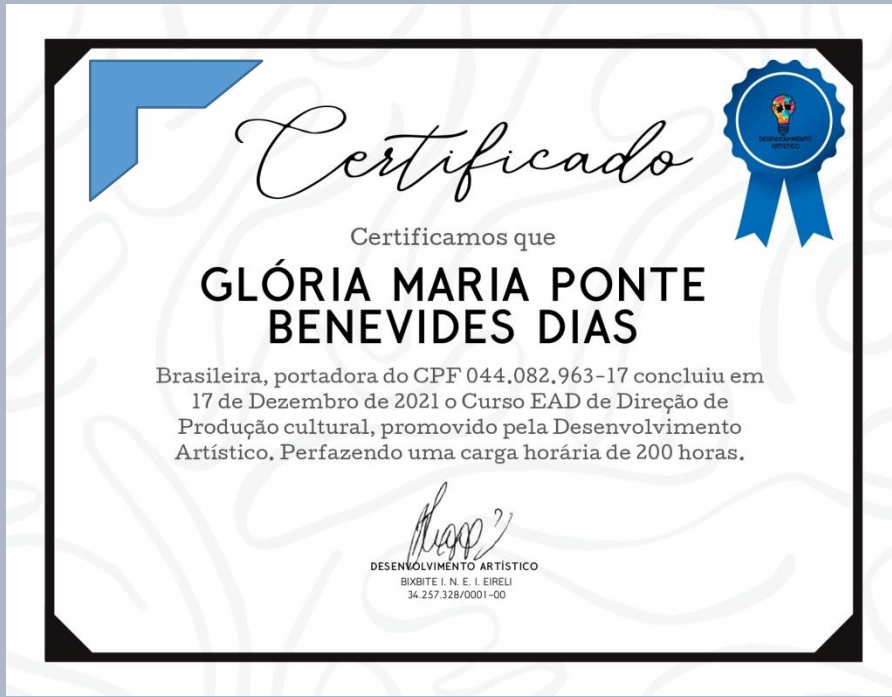 Certificado
DESENVOLVIMENTO
ARTÍSTICO
Certificamos que
GLÓRIA MARIA PONTE
BENEVIDES DIAS
Brasileira, portadora do CPF 044.082.963-17 concluiu em
17 de Dezembro de 2021 o Curso EAD de Direção de
Produção cultural, promovido pela Desenvolvimento
Artístico. Perfazendo uma carga horária de 200 horas.
DESENVOLVIMENTO ARTÍSTICO
BIXBITE I. N. E. I. EIRELI
34.257.328/0001-00